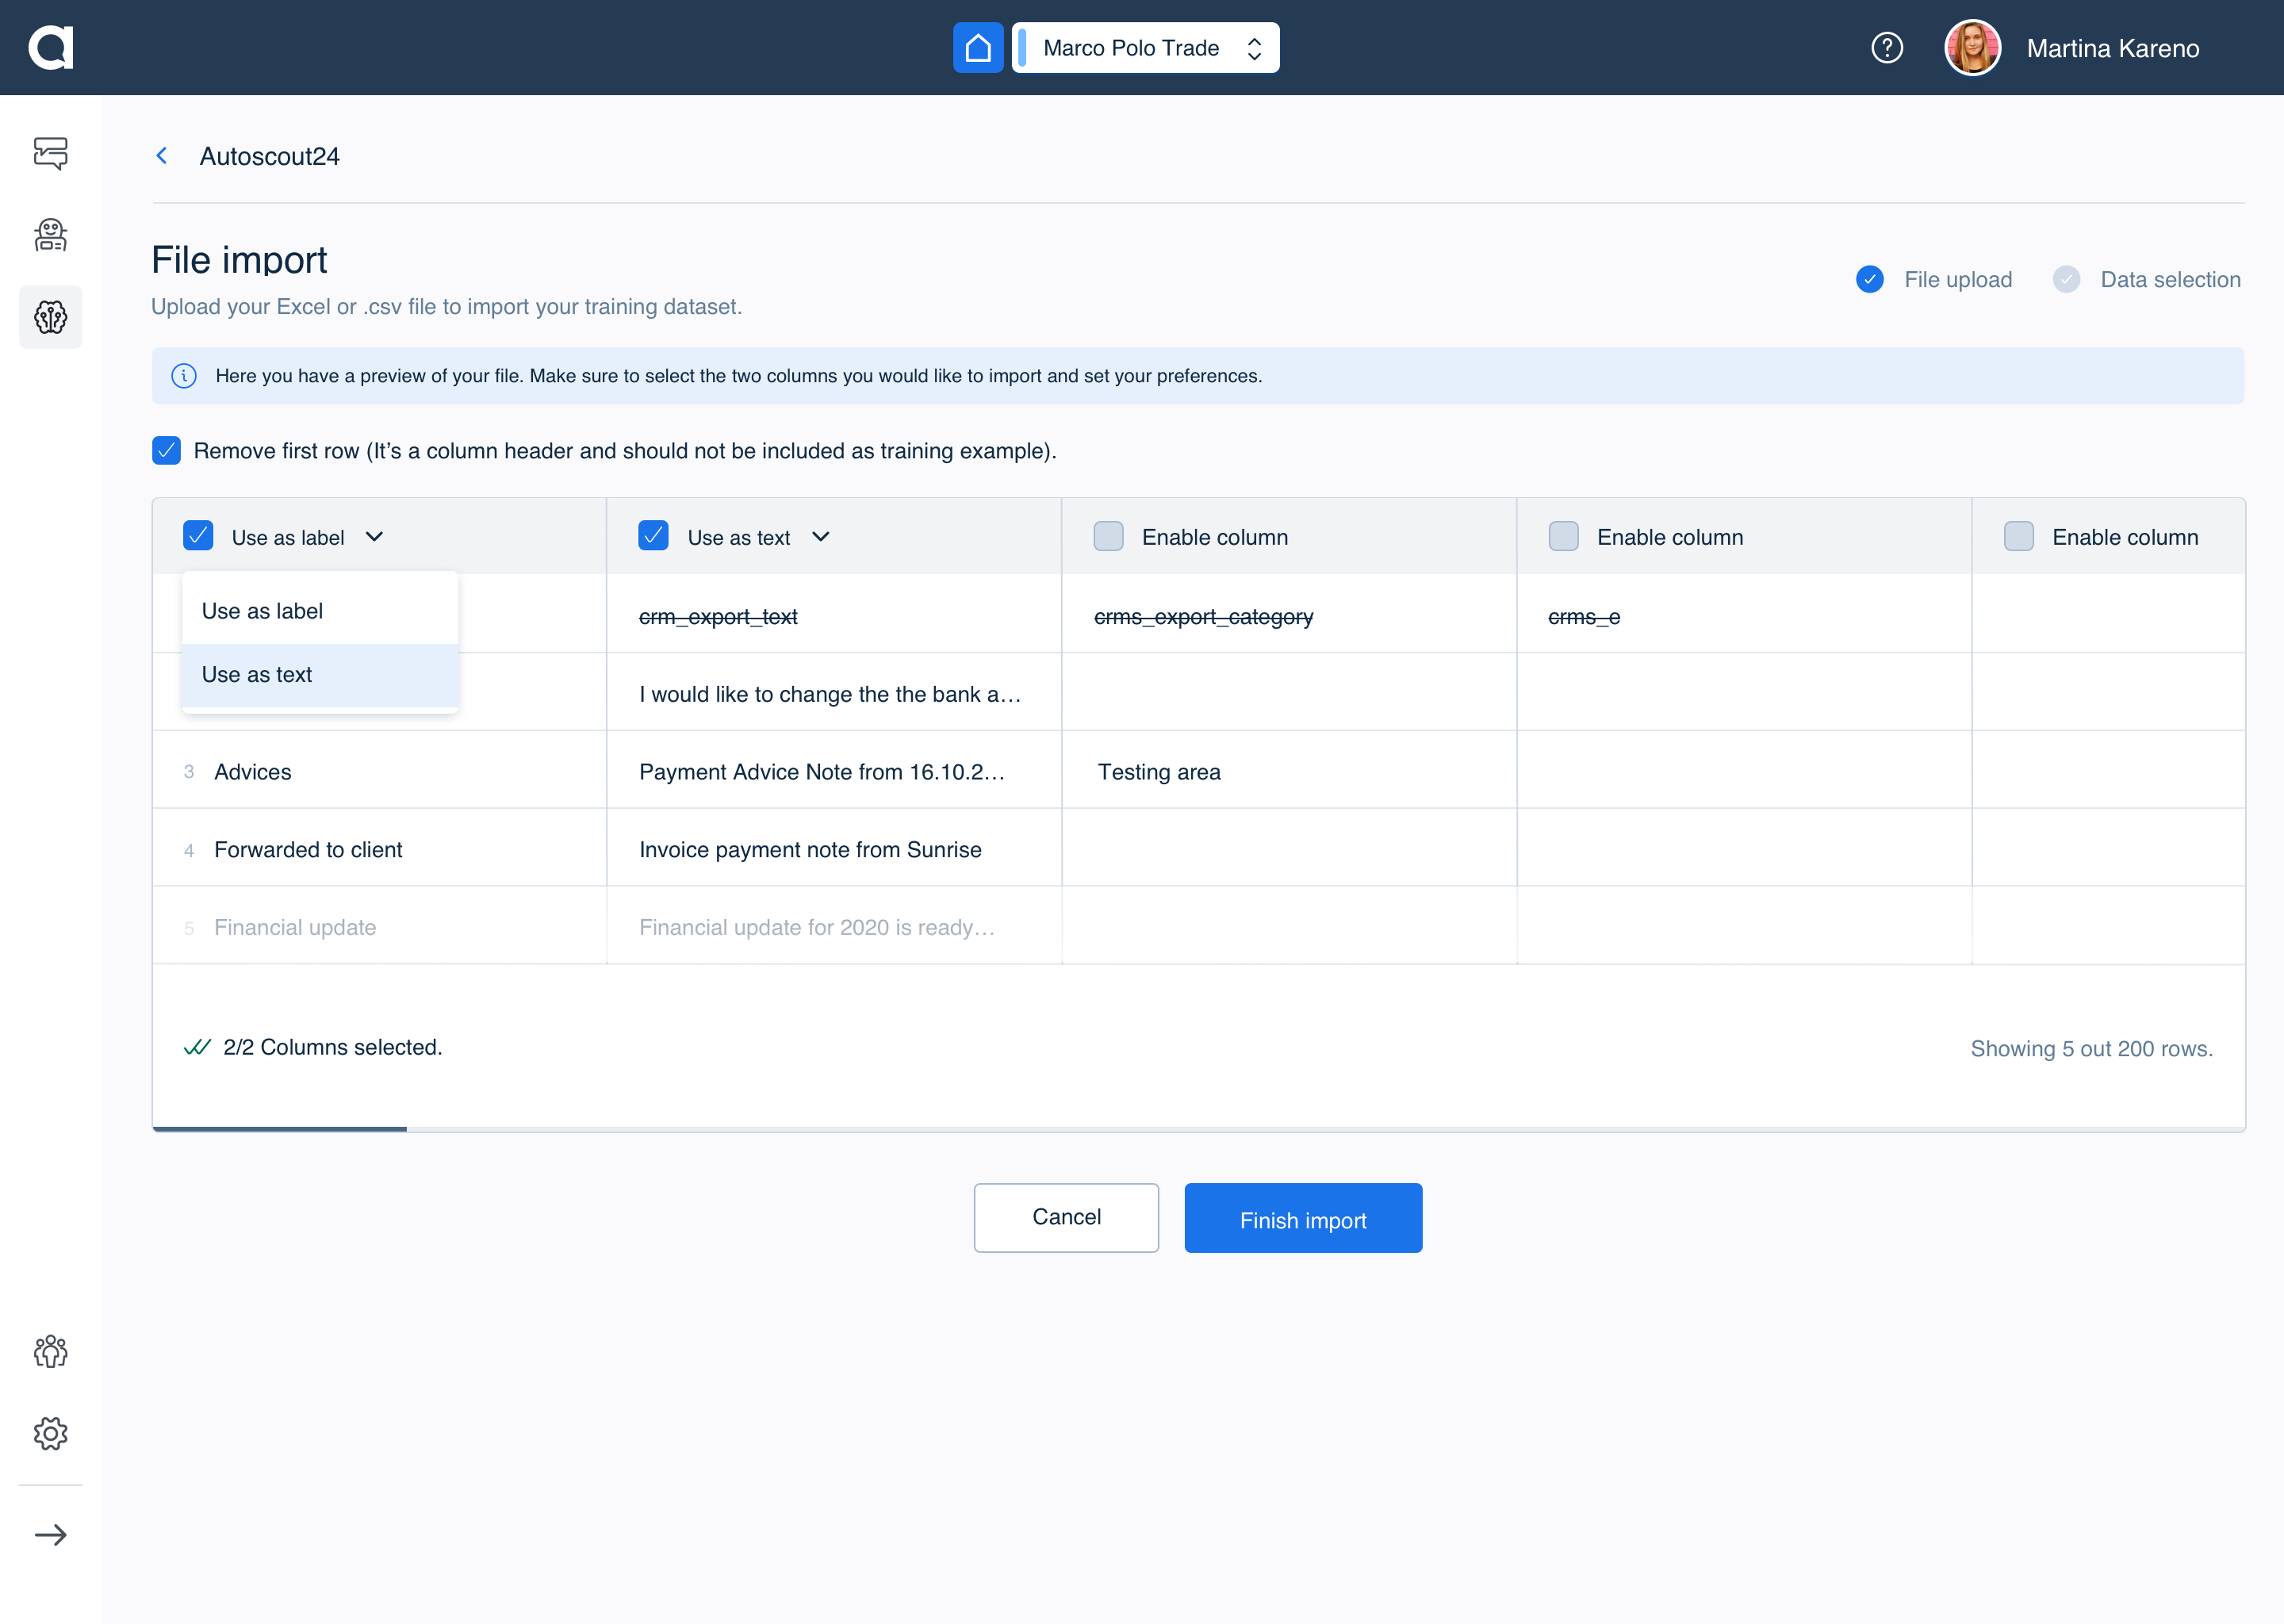 Marco Polo Trade
Martina Kareno
Autoscout24
File import
File upload
Data selection
Upload your Excel or .csv file to import your training dataset.
Here you have a preview of your file. Make sure to select the two columns you would like to import and set your preferences.
Remove first row (It's a column header and should not be included as training example).
Use as label
Use as text
Enable column
Enable column
Enable column
Use as label
Use as text
crm_export_text
crms_export_category
crms_e
I would like to change the the bank a...
3 Advices
Payment Advice Note from 16.10.2...
Testing area
4 Forwarded to client
Invoice payment note from Sunrise
5 Financial update
Financial update for 2020 is ready...
2/2 Columns selected.
Showing 5 out 200 rows.
Cancel
Finish import